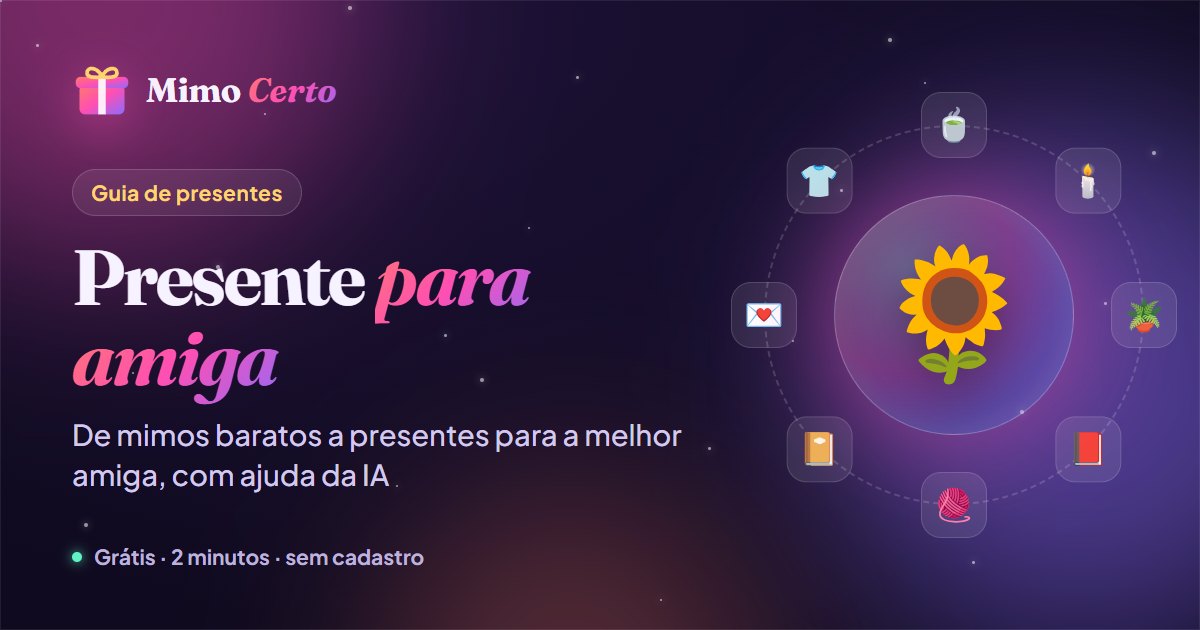 Mimo Certo
Guia de presentes
Presente para
amiga
De mimos baratos a presentes para a melhor
amiga, com ajuda da IA
Grátis · 2 minutos · sem cadastro